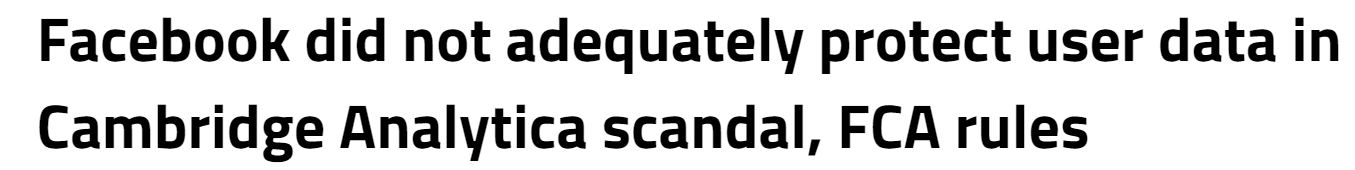 Facebook did not adequately protect user data in
Cambridge Analytica scandal, FCA rules